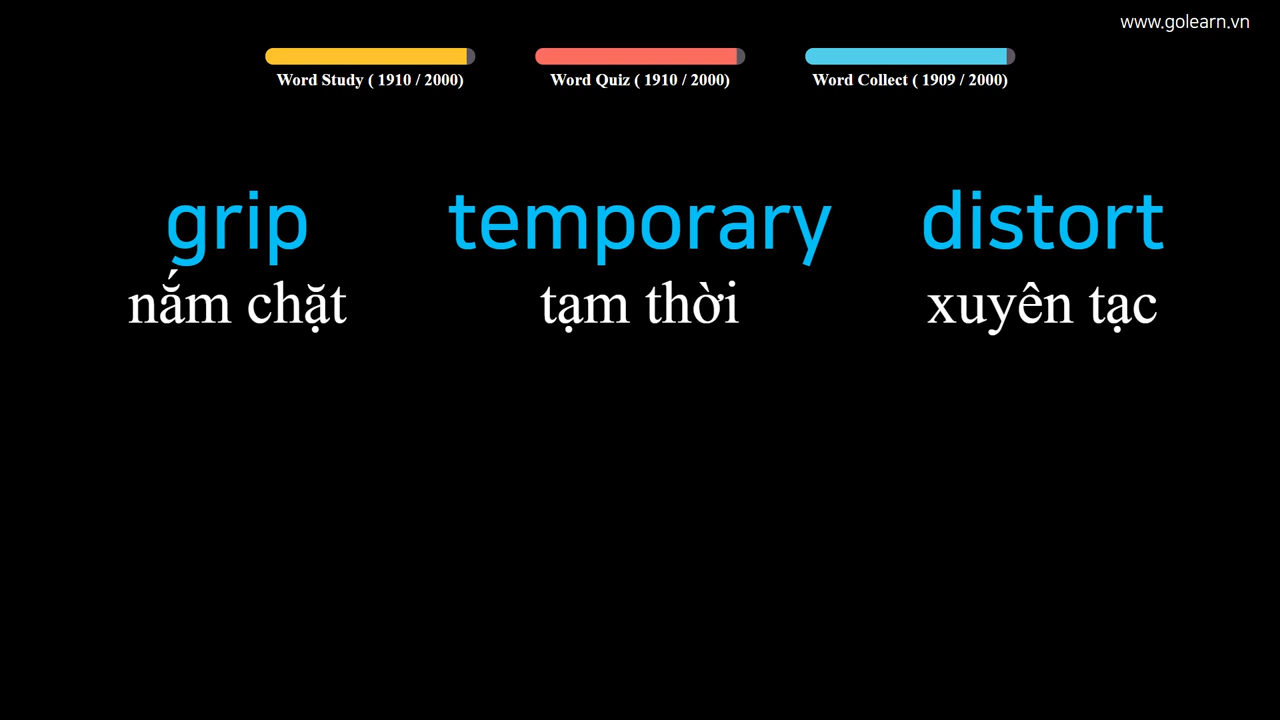 www.golearn.vn
Word Study ( 1910 / 2000)
Word Quiz ( 1910 / 2000)
Word Collect ( 1909 / 2000)
grip temporary distort
nắm chặt tạm thời xuyên tạc